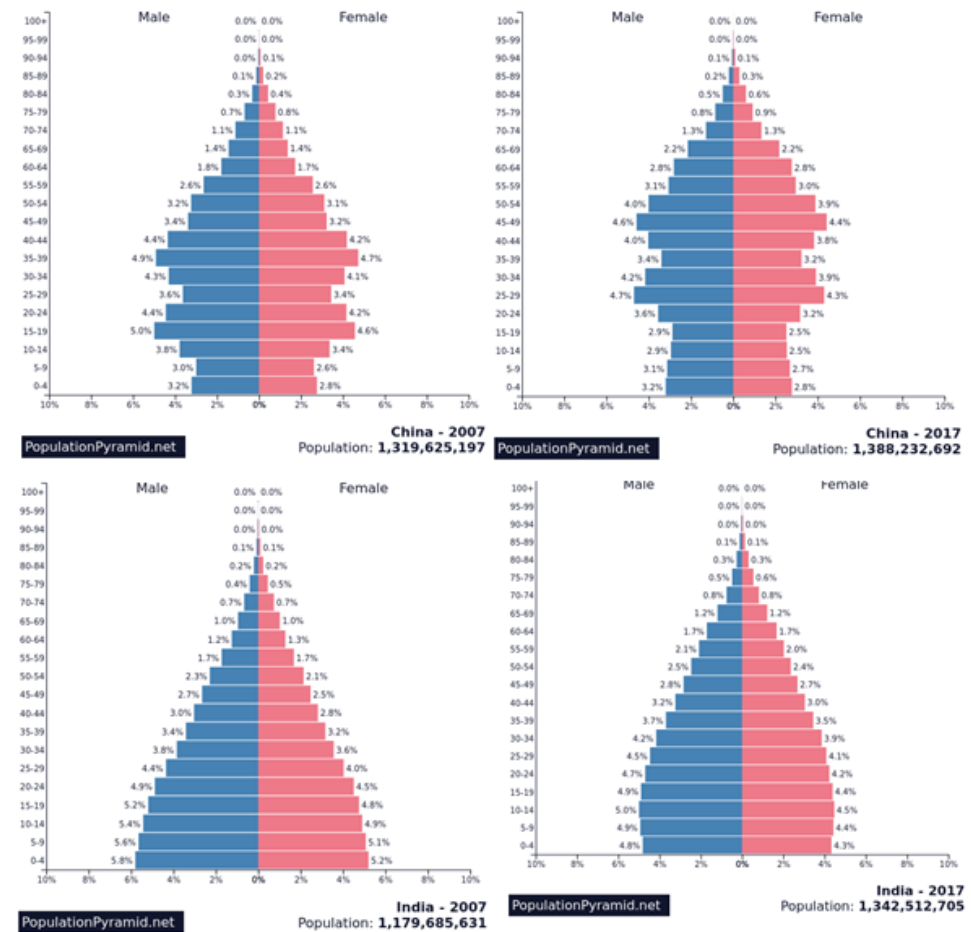 Male Female
100+ 0.0% 0.0%
95-99 0.0% 0.0%
90-94 0.0% 0.1%
85-89 0.1% 0.2%
80-84 0.3% 0.4%
75-79 0.7% 0.8%
70-74 1.1% 1.1%
65-69 1.4% 1.4%
60-64 1.8% 1.7%
55-59 2.6% 2.6%
50-54 3.2% 3.1%
45-49 3.4% 3.2%
40-44 4.4% 4.2%
35-39 4.9% 4.7%
30-34 4.3% 4.1%
25-29 3.6% 3.4%
20-24 4.4% 4.2%
15-19 5.0% 4.6%
10-14 3.8% 3.4%
5-9 3.0% 2.6%
0-4 3.2% 2.8%
10% 8% 6% 4% 2% 0% 2% 4% 6% 8% 10%
China - 2007
PopulationPyramid.net Population: 1,319,625,197
Male Female
100+ 0.0% 0.0%
95-99 0.0% 0.0%
90-94 0.1% 0.1%
85-89 0.2% 0.3%
80-84 0.5% 0.6%
75-79 0.8% 0.9%
70-74 1.3% 1.3%
65-69 2.2% 2.2%
60-64 2.8% 2.8%
55-59 3.1% 3.0%
50-54 4.0% 3.9%
45-49 4.6% 4.4%
40-44 4.0% 3.8%
35-39 3.4% 3.2%
30-34 4.2% 3.9%
25-29 4.7% 4.3%
20-24 3.6% 3.2%
15-19 2.9% 2.5%
10-14 2.9% 2.5%
5-9 3.1% 2.7%
0-4 3.2% 2.8%
10% 8% 6% 4% 2% 0% 2% 4% 6% 8% 10%
China - 2017
PopulationPyramid.net Population: 1,388,232,692
Male Female
100+ 0.0% 0.0%
95-99 0.0% 0.0%
90-94 0.0% 0.0%
85-89 0.1% 0.1%
80-84 0.2% 0.2%
75-79 0.4% 0.5%
70-74 0.7% 0.7%
65-69 1.0% 1.0%
60-64 1.2% 1.3%
55-59 1.7% 1.7%
50-54 2.3% 2.1%
45-49 2.7% 2.5%
40-44 3.0% 2.8%
35-39 3.4% 3.2%
30-34 3.8% 3.6%
25-29 4.4% 4.0%
20-24 4.9% 4.5%
15-19 5.2% 4.8%
10-14 5.4% 4.9%
5-9 5.6% 5.1%
0-4 5.8% 5.2%
10% 8% 6% 4% 2% 0% 2% 4% 6% 8% 10%
India - 2007
PopulationPyramid.net Population: 1,179,685,631
Male Female
100+ 0.0% 0.0%
95-99 0.0% 0.0%
90-94 0.0% 0.0%
85-89 0.1% 0.1%
80-84 0.3% 0.3%
75-79 0.5% 0.6%
70-74 0.8% 0.8%
65-69 1.2% 1.2%
60-64 1.7% 1.7%
55-59 2.1% 2.0%
50-54 2.5% 2.4%
45-49 2.8% 2.7%
40-44 3.2% 3.0%
35-39 3.7% 3.5%
30-34 4.2% 3.9%
25-29 4.5% 4.1%
20-24 4.7% 4.2%
15-19 4.9% 4.4%
10-14 5.0% 4.5%
5-9 4.9% 4.4%
0-4 4.8% 4.3%
10% 8% 6% 4% 2% 0% 2% 4% 6% 8% 10%
India - 2017
PopulationPyramid.net Population: 1,342,512,705